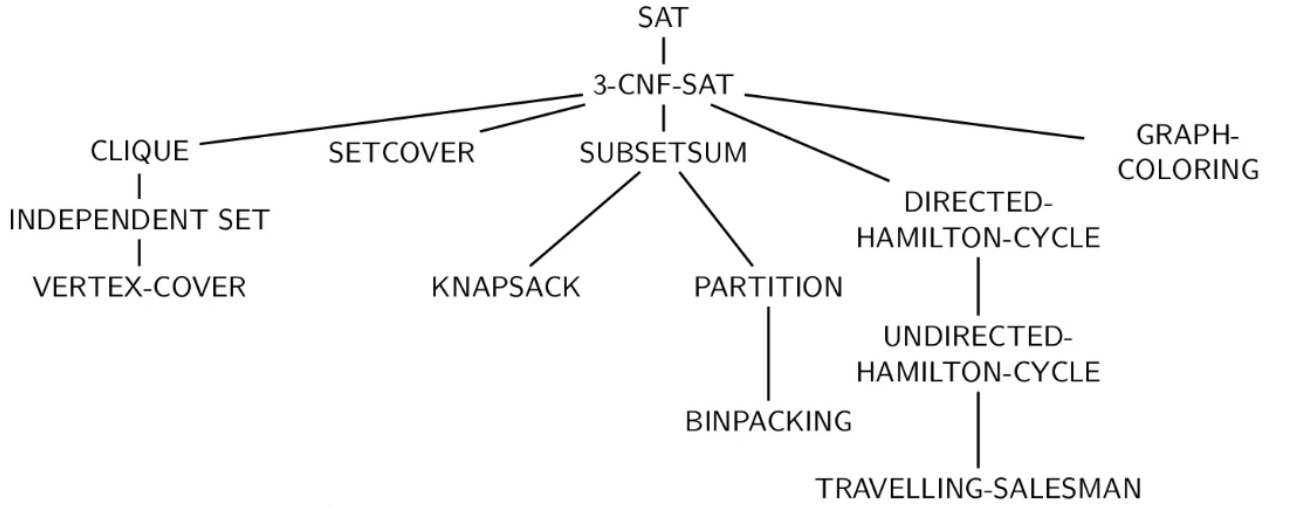 SAT
3-CNF-SAT
CLIQUE
SETCOVER
SUBSETSUM
GRAPH-
COLORING
DIRECTED-
HAMILTON-CYCLE
INDEPENDENT SET
VERTEX-COVER
KNAPSACK
PARTITION
UNDIRECTED-
HAMILTON-CYCLE
BINPACKING
TRAVELLING-SALESMAN